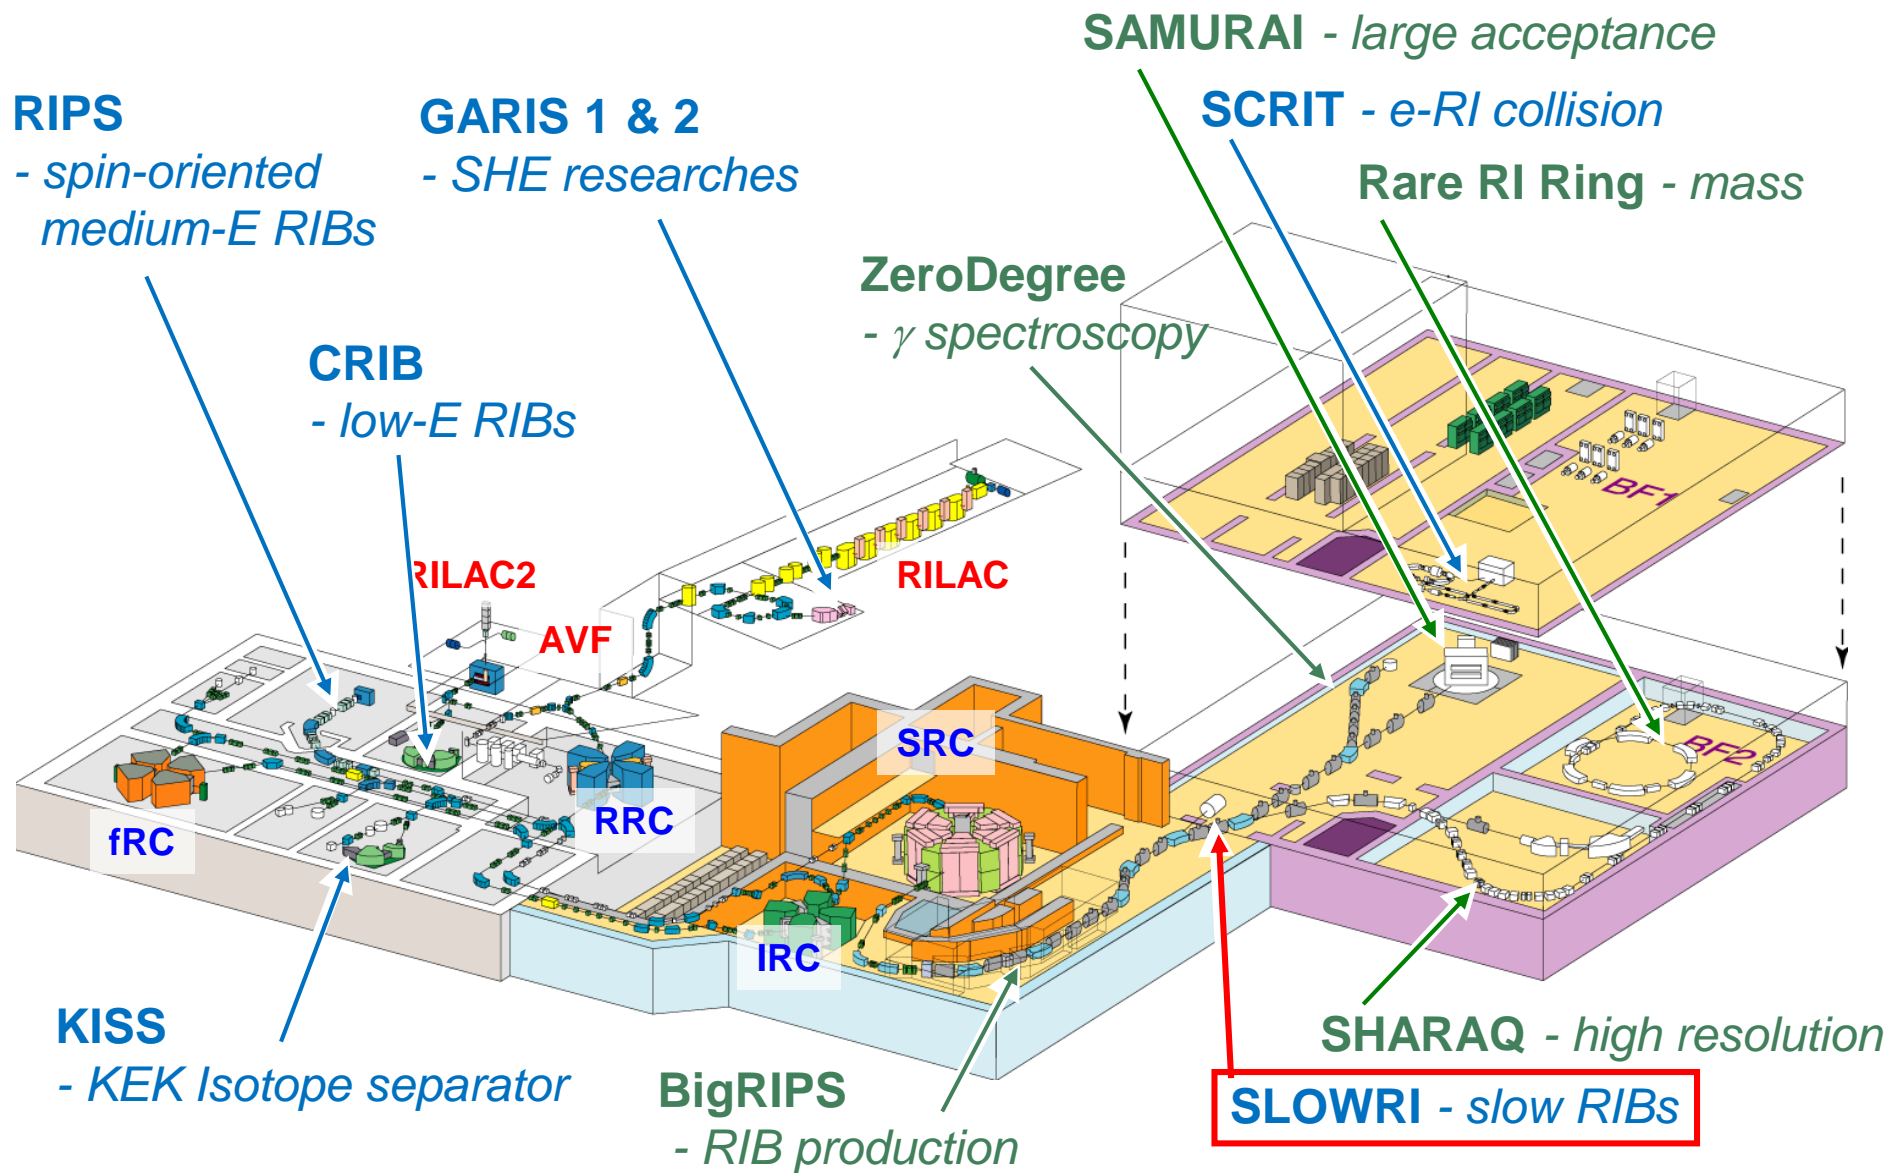 SAMURAI - large acceptance
RIPS
- spin-oriented
medium-E RIBs
GARIS 1 & 2
- SHE researches
SCRIT - e-RI collision
Rare RI Ring - mass
ZeroDegree
- γ spectroscopy
CRIB
- low-E RIBs
BF1
RILAC2
RILAC
AVF
SRC
BF2
RRC
fRC
IRC
KISS
- KEK Isotope separator
SHARAQ - high resolution
BigRIPS
- RIB production
SLOWRI - slow RIBs